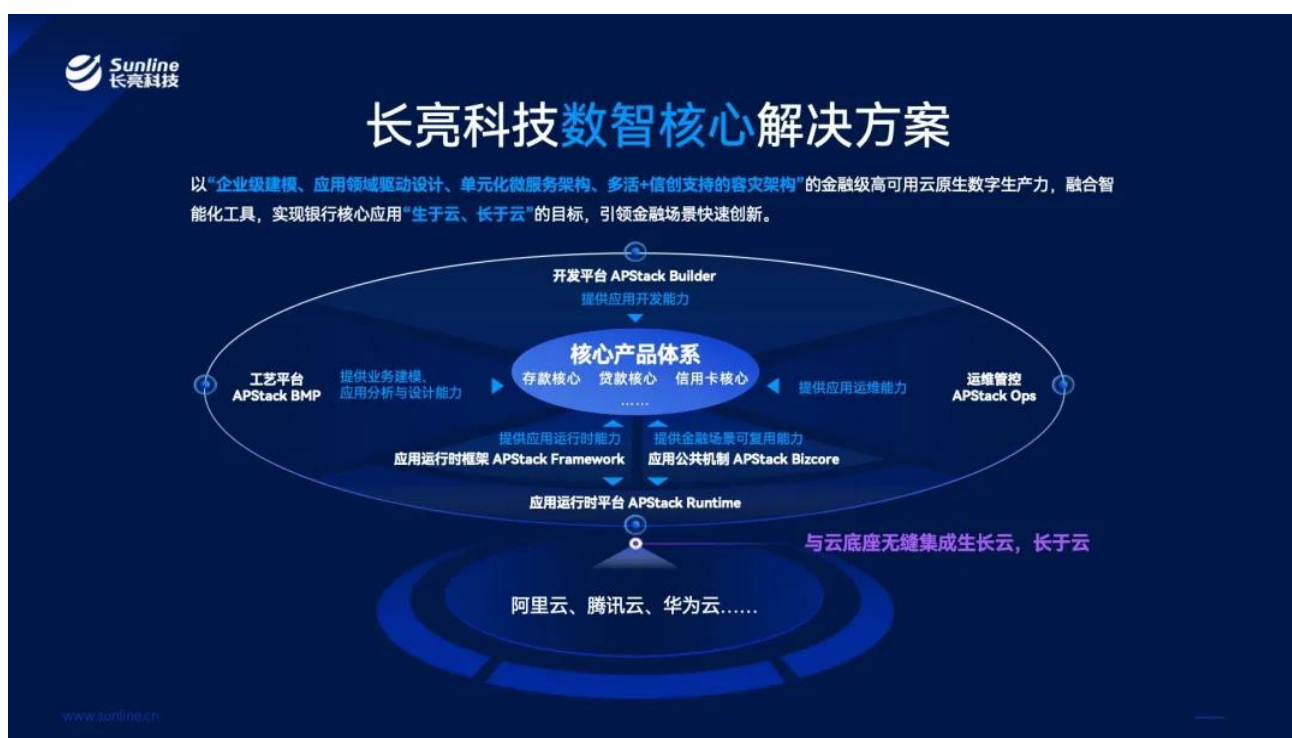 Sunline
长亮科技
长亮科技数智核心解决方案
以“企业级建模、应用领域驱动设计、单元化微服务架构、多活+信创支持的容灾架构”的金融级高可用云原生数字生产力，融合智
能化工具，实现银行核心应用“生于云、长于云”的目标，引领金融场景快速创新。
开发平台 APStack Builder
提供应用开发能力
核心产品体系
存款核心 贷款核心 信用卡核心
……
工艺平台
APStack BMP
提供业务建模、
应用分析与设计能力
提供应用运维能力
运维管控
APStack Ops
提供应用运行时能力
应用运行时框架 APStack Framework
提供金融场景可复用能力
应用公共机制 APStack Bizcore
应用运行时平台 APStack Runtime
与云底座无缝集成生长云，长于云
阿里云、腾讯云、华为云……
www.sunline.cn